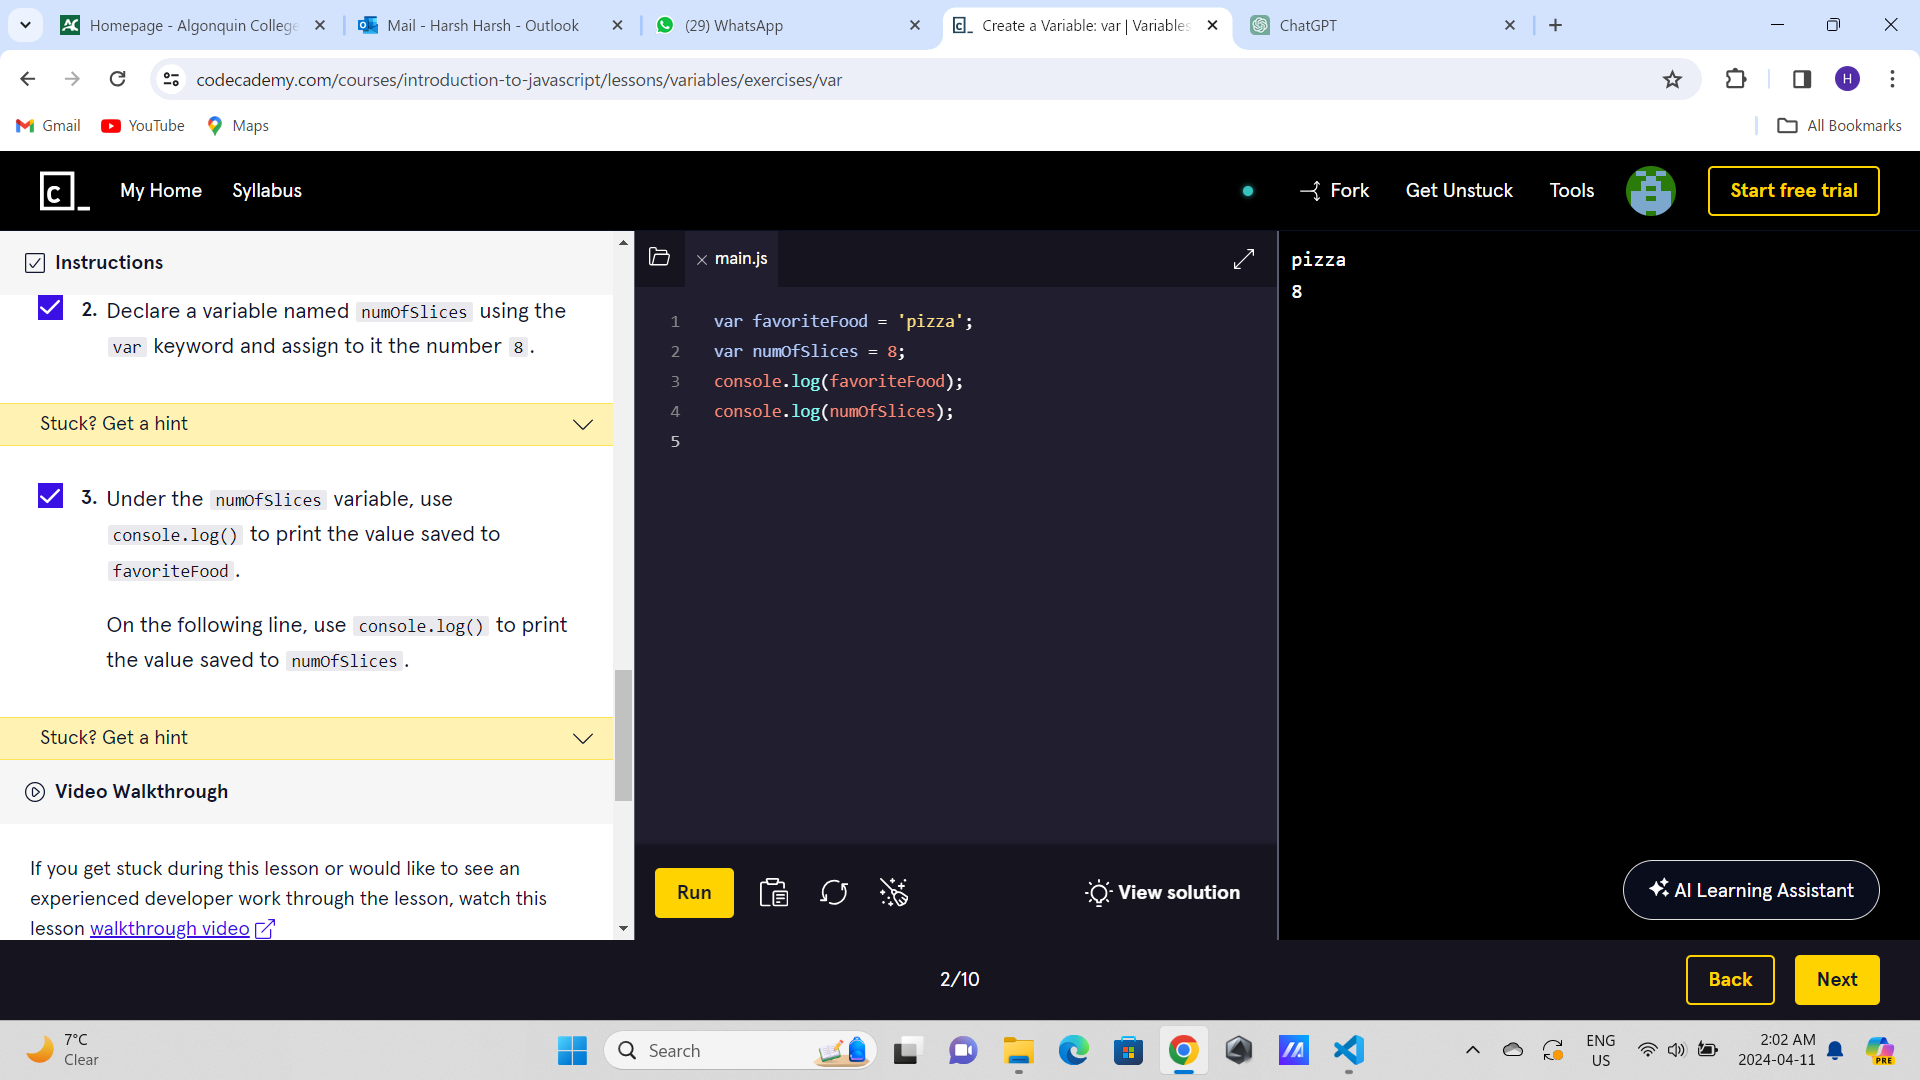 Homepage - Algonquin College
Mail - Harsh Harsh - Outlook
(29) WhatsApp
Create a Variable: var | Variables
ChatGPT
codecademy.com/courses/introduction-to-javascript/lessons/variables/exercises/var
H
Gmail
YouTube
Maps
All Bookmarks
c_
My Home
Syllabus
Fork
Get Unstuck
Tools
Start free trial
Instructions
2. Declare a variable named numOfSlices using the
var keyword and assign to it the number 8.
Stuck? Get a hint
3. Under the numOfSlices variable, use
console.log() to print the value saved to
favoriteFood.
On the following line, use console.log() to print
the value saved to numOfSlices.
Stuck? Get a hint
Video Walkthrough
If you get stuck during this lesson or would like to see an
experienced developer work through the lesson, watch this
lesson walkthrough video
main.js
1 var favoriteFood = 'pizza';
2 var numOfSlices = 8;
3 console.log(favoriteFood);
4 console.log(numOfSlices);
5
Run
View solution
pizza
8
AI Learning Assistant
2/10
Back
Next
7°C
Clear
Search
ENG
US
2:02 AM
2024-04-11
PRE